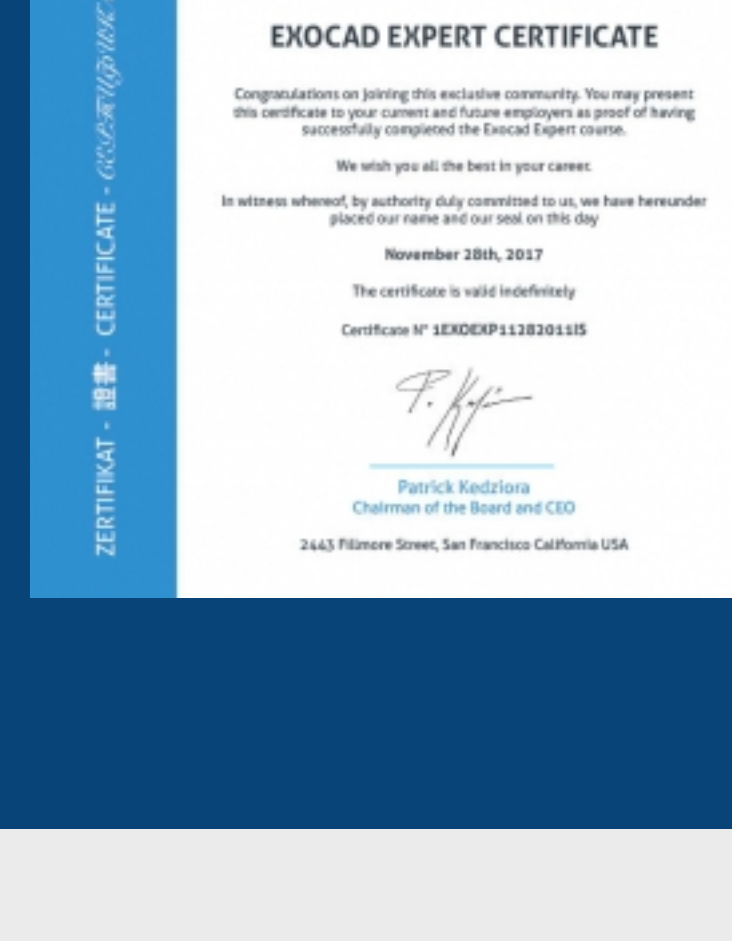 EXOCAD EXPERT CERTIFICATE
Congratulations on joining this exclusive community. You may present
this certificate to your current and future employers as proof of having
successfully completed the Exocad Expert course.
We wish you all the best in your career.
In witness whereof, by authority duly committed to us, we have hereunder
placed our name and our seal on this day
November 28th, 2017
The certificate is valid indefinitely
Certificate N° 1EXOEXP112820111S
Patrick Kedziora
Chairman of the Board and CEO
2443 Fillmore Street, San Francisco California USA
ZERTIFIKAT - 證書 - CERTIFICATE -